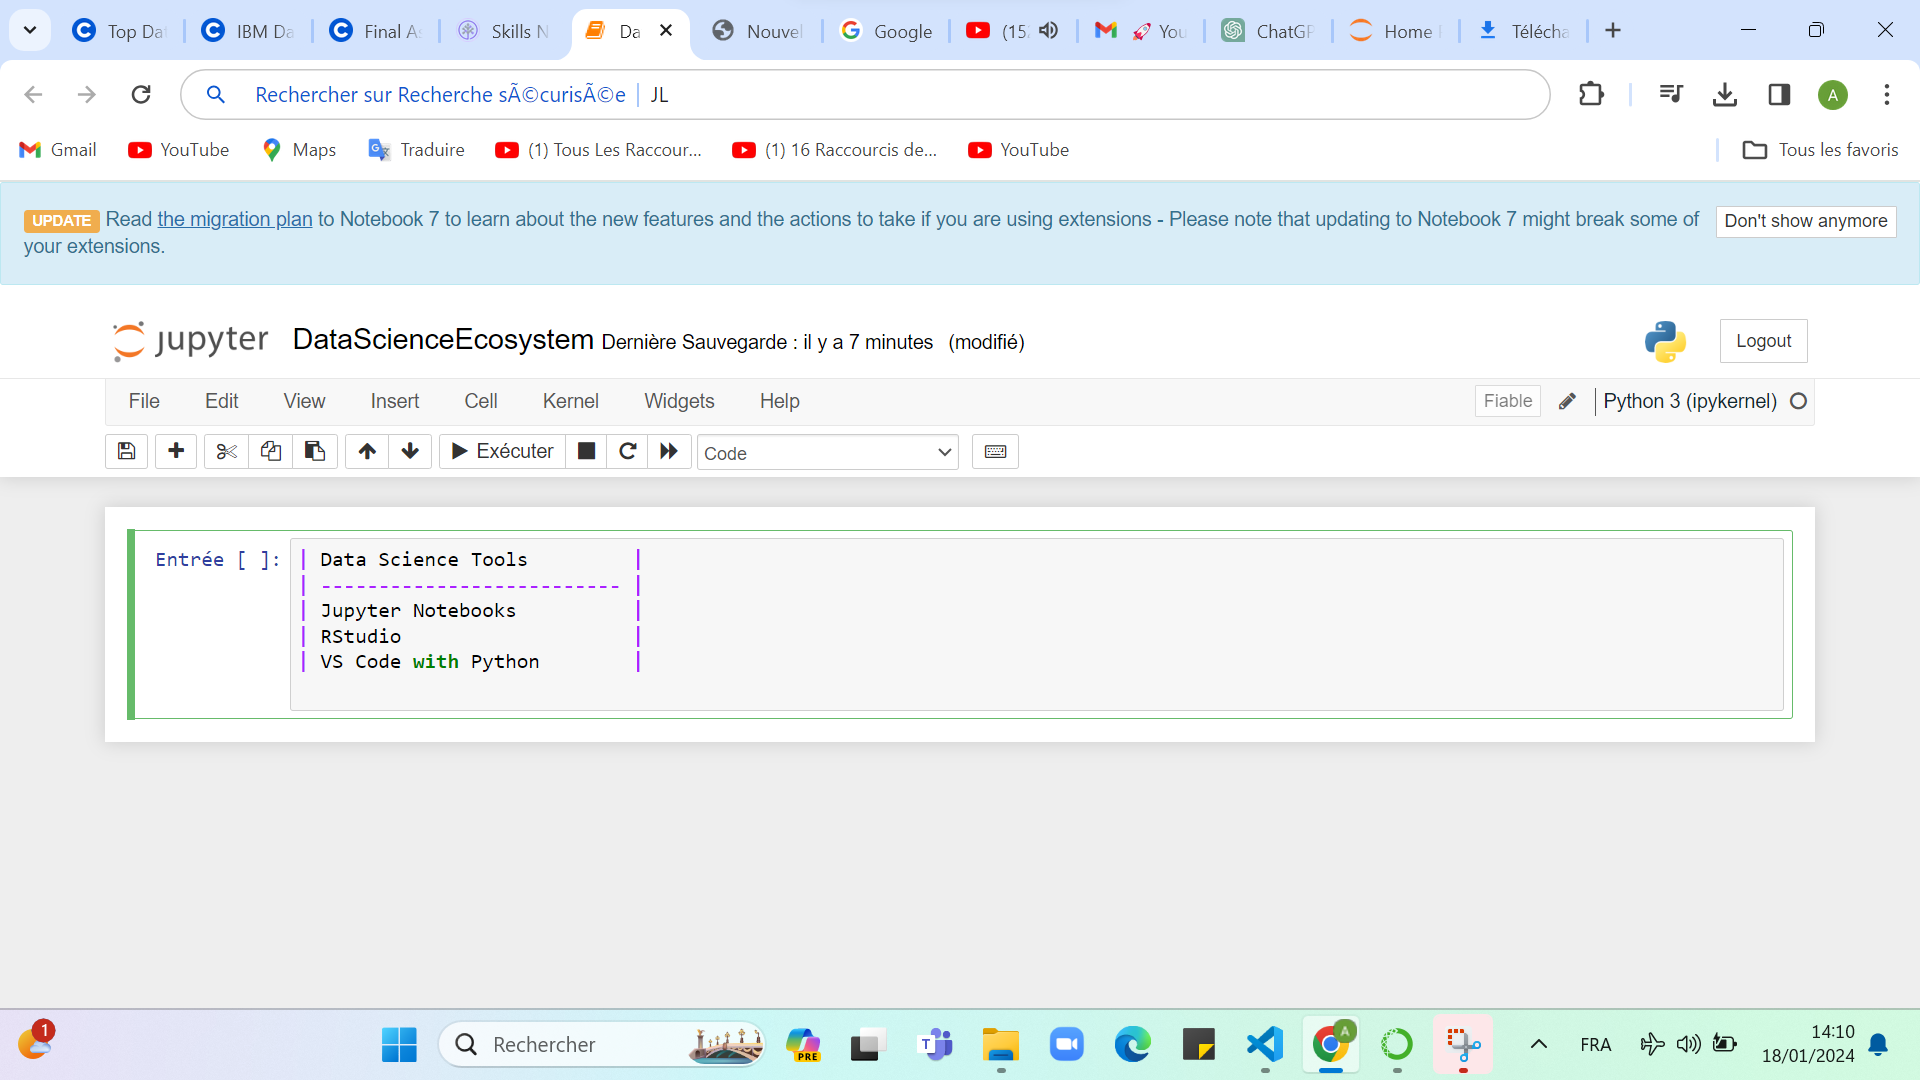 Top Da
IBM Da
Final A
Skills N
Da
Nouvel
Google
(15
You
ChatGP
Home
Télécha
Rechercher sur Recherche sÃ©curisÃ©e | JL
Gmail
YouTube
Maps
Traduire
(1) Tous Les Raccour...
(1) 16 Raccourcis de...
YouTube
Tous les favoris
UPDATE Read the migration plan to Notebook 7 to learn about the new features and the actions to take if you are using extensions - Please note that updating to Notebook 7 might break some of
your extensions.
Don't show anymore
jupyter DataScienceEcosystem Dernière Sauvegarde : il y a 7 minutes (modifié)
Logout
File Edit View Insert Cell Kernel Widgets Help
Fiable
Python 3 (ipykernel)
Exécuter
Code
Entrée [ ]:
| Data Science Tools |
| -------------------------- |
| Jupyter Notebooks |
| RStudio |
| VS Code with Python |
1
Rechercher
PRE
A
FRA
14:10
18/01/2024